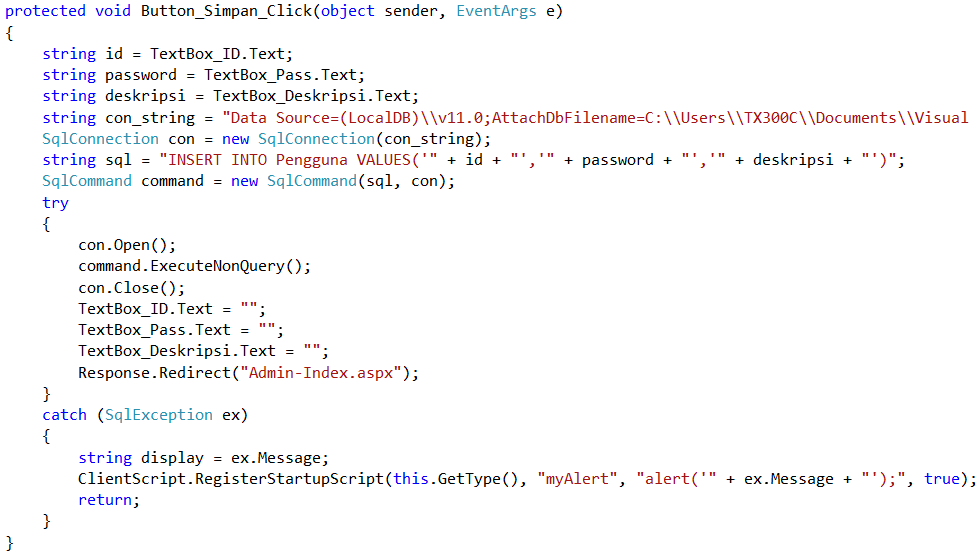 protected void Button_Simpan_Click(object sender, EventArgs e)
{
    string id = TextBox_ID.Text;
    string password = TextBox_Pass.Text;
    string deskripsi = TextBox_Deskripsi.Text;
    string con_string = "Data Source=(LocalDB)\\v11.0;AttachDbFilename=C:\\Users\\TX300C\\Documents\\Visual
    SqlConnection con = new SqlConnection(con_string);
    string sql = "INSERT INTO Pengguna VALUES('" + id + "','" + password + "','" + deskripsi + "')";
    SqlCommand command = new SqlCommand(sql, con);
    try
    {
        con.Open();
        command.ExecuteNonQuery();
        con.Close();
        TextBox_ID.Text = "";
        TextBox_Pass.Text = "";
        TextBox_Deskripsi.Text = "";
        Response.Redirect("Admin-Index.aspx");
    }
    catch (SqlException ex)
    {
        string display = ex.Message;
        ClientScript.RegisterStartupScript(this.GetType(), "myAlert", "alert('" + ex.Message + "');", true);
        return;
    }
}